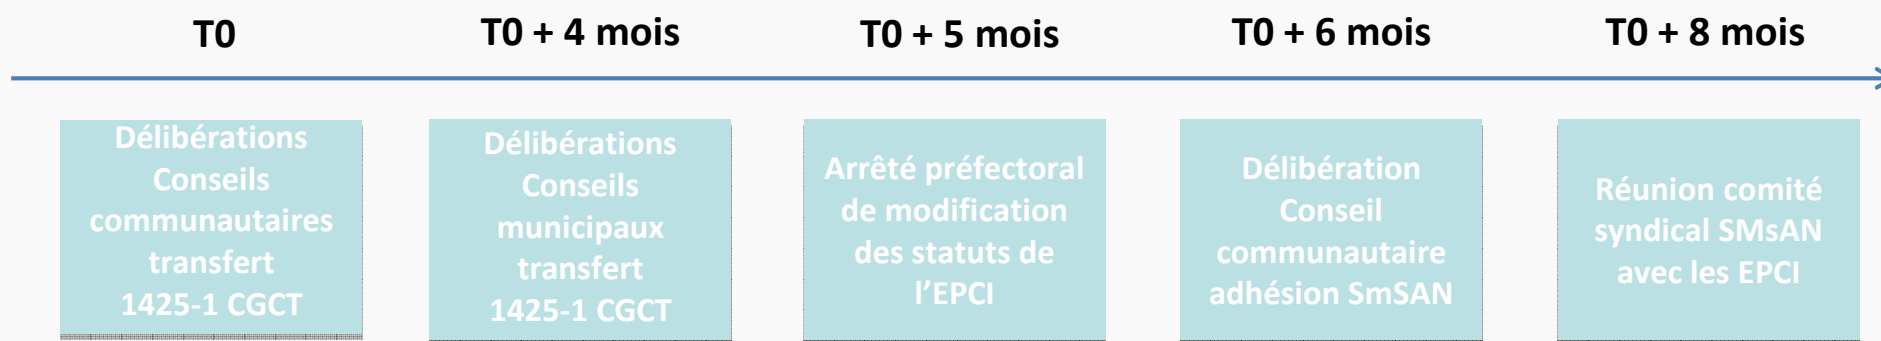 T0
T0 + 4 mois
T0 + 5 mois
T0 + 6 mois
T0 + 8 mois
Délibérations
Conseils
communautaires
transfert
1425-1 CGCT
Délibérations
Conseils
municipaux
transfert
1425-1 CGCT
Arrêté préfectoral
de modification
des statuts de
l’EPCI
Délibération
Conseil
communautaire
adhésion SmSAN
Réunion comité
syndical SMsAN
avec les EPCI